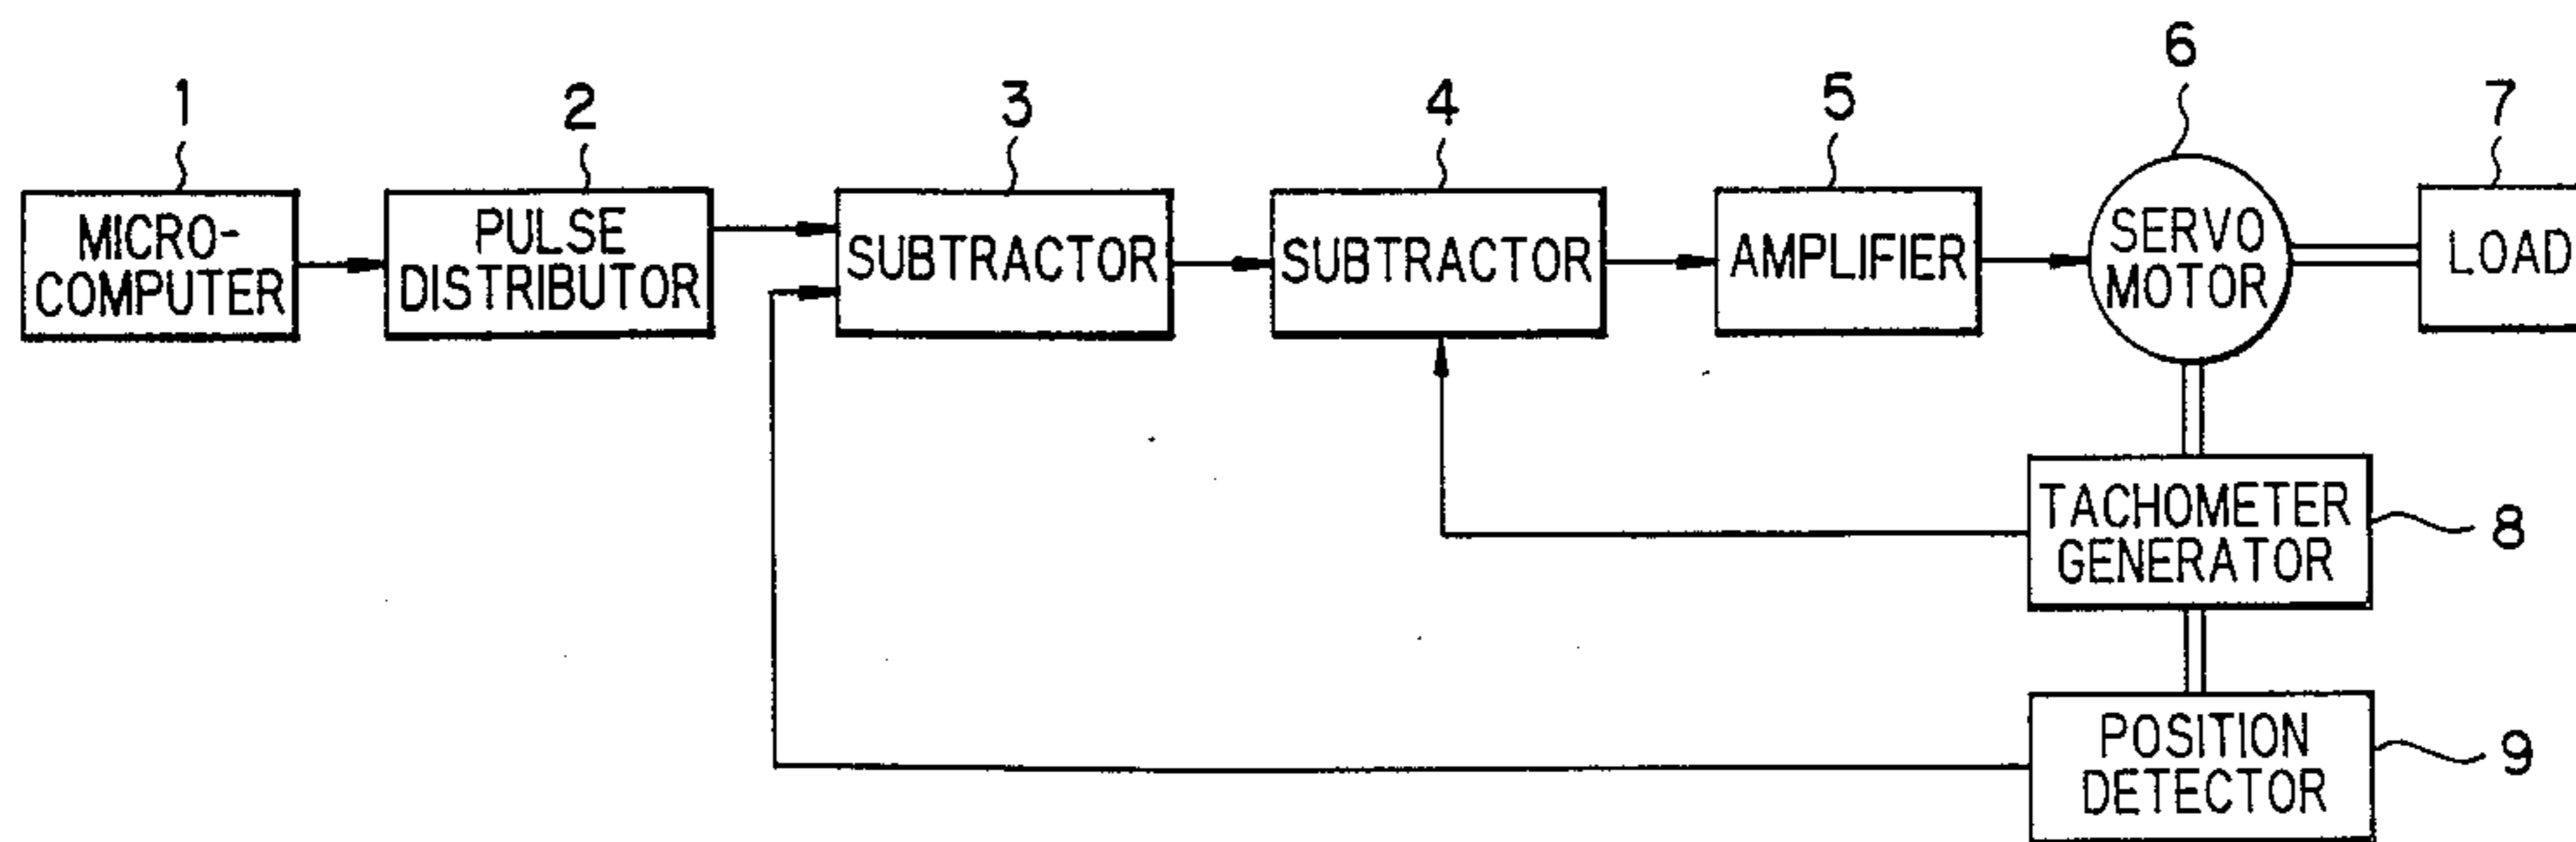 1
2
3
4
5
6
7
MICRO-
COMPUTER
PULSE
DISTRIBUTOR
SUBTRACTOR
SUBTRACTOR
AMPLIFIER
SERVO
MOTOR
LOAD
TACHOMETER
GENERATOR
8
POSITION
DETECTOR
9